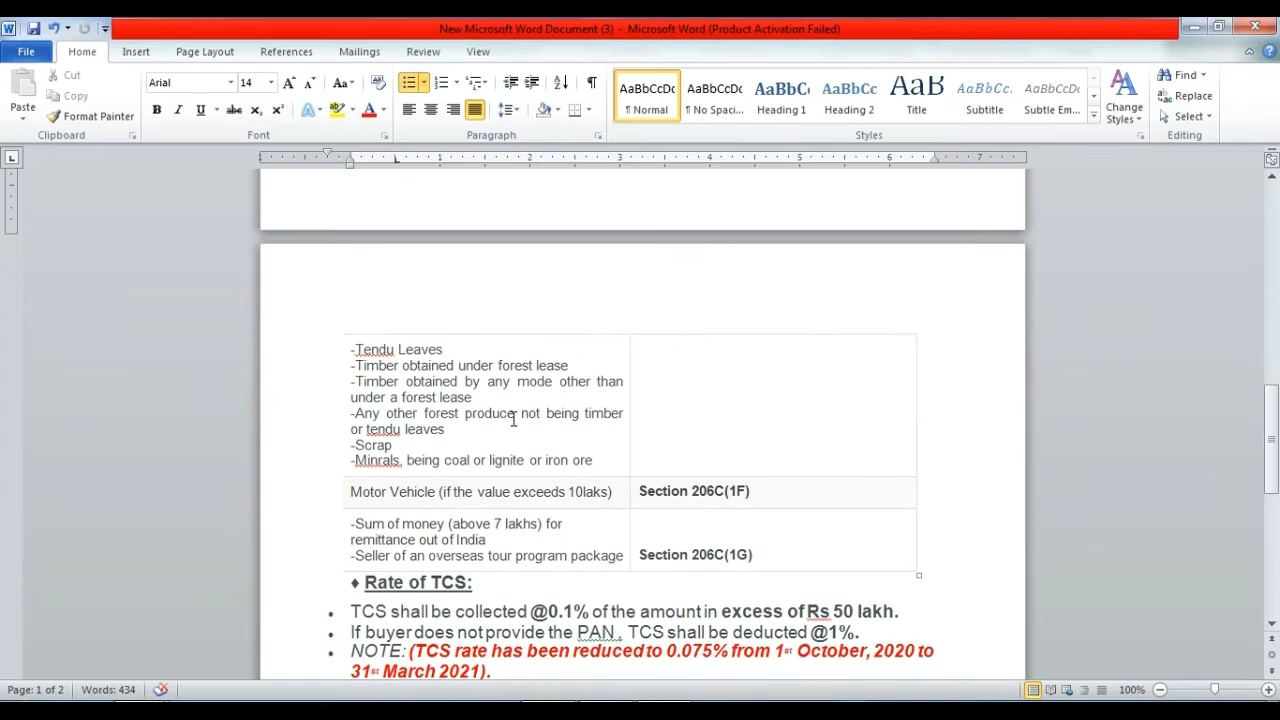 New Microsoft Word Document (3) - Microsoft Word (Product Activation Failed)
File Home Insert Page Layout References Mailings Review View
Cut
Copy
Format Painter
Paste
Clipboard
Arial 14
Font
Paragraph
AaBbCcDc AaBbCcDc AaBbCc AaBbCc AaB AaBbCc. AaBbCcDc
¶ Normal ¶ No Spaci... Heading 1 Heading 2 Title Subtitle Subtle Em...
Change Styles
Styles
Find
Replace
Select
Editing
1 1 2 3 4 5 6 7
-Tendu Leaves
-Timber obtained under forest lease
-Timber obtained by any mode other than
under a forest lease
-Any other forest produce not being timber
or tendu leaves
-Scrap
-Minrals, being coal or lignite or iron ore
Motor Vehicle (if the value exceeds 10laks) Section 206C(1F)
-Sum of money (above 7 lakhs) for
remittance out of India
-Seller of an overseas tour program package Section 206C(1G)
♦ Rate of TCS:
• TCS shall be collected @0.1% of the amount in excess of Rs 50 lakh.
• If buyer does not provide the PAN , TCS shall be deducted @1%.
• NOTE: (TCS rate has been reduced to 0.075% from 1st October, 2020 to
31st March 2021).
Page: 1 of 2 Words: 434 100%